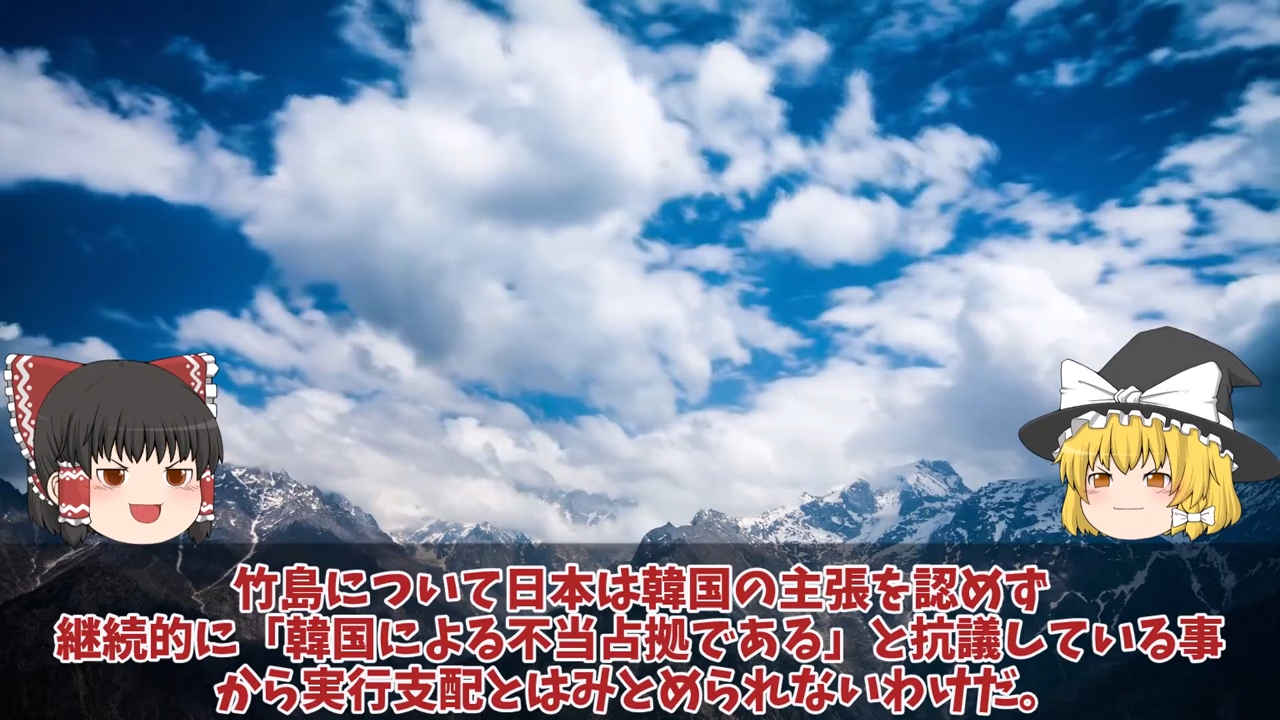 竹島について日本は韓国の主張を認めず
継続的に「韓国による不当占拠である」と抗議している事
から実行支配とはみとめられないわけだ。